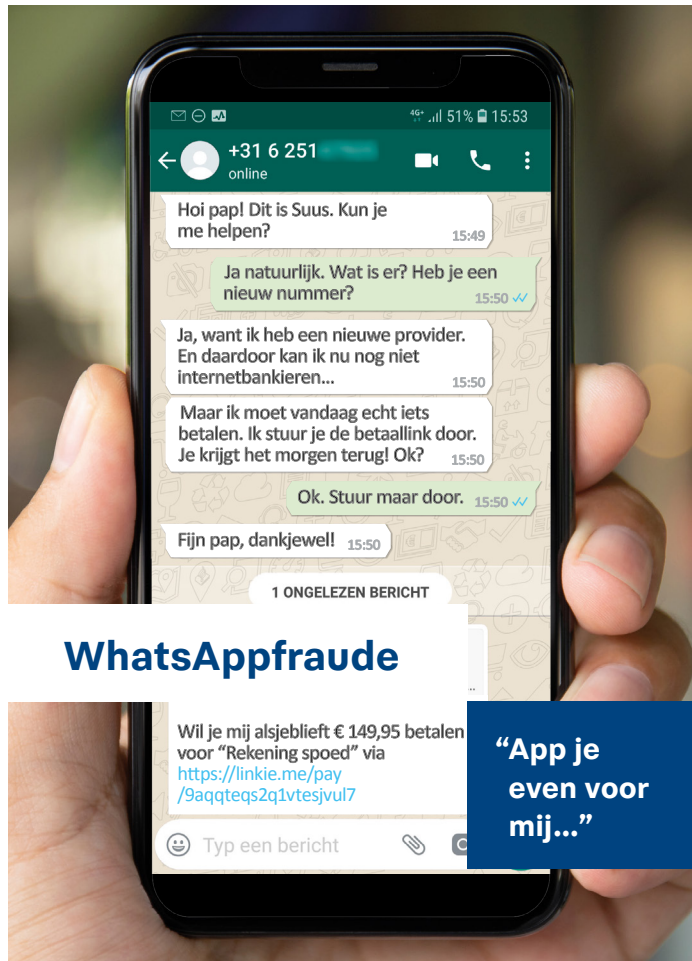 4G+ 51% 15:53
+31 6 251
online
Hoi pap! Dit is Suus. Kun je
me helpen?
15:49
Ja natuurlijk. Wat is er? Heb je een
nieuw nummer?
15:50
Ja, want ik heb een nieuwe provider.
En daardoor kan ik nu nog niet
internetbankieren...
15:50
Maar ik moet vandaag echt iets
betalen. Ik stuur je de betaallink door.
Je krijgt het morgen terug! Ok?
15:50
Ok. Stuur maar door.
15:50
Fijn pap, dankjewel!
15:50
1 ONGELEZEN BERICHT
WhatsAppfraude
...
Wil je mij alsjeblieft € 149,95 betalen
voor “Rekening spoed” via
https://linkie.me/pay
/9aqqteqs2q1vtesjvul7
Typ een bericht
“App je
even voor
mij...”